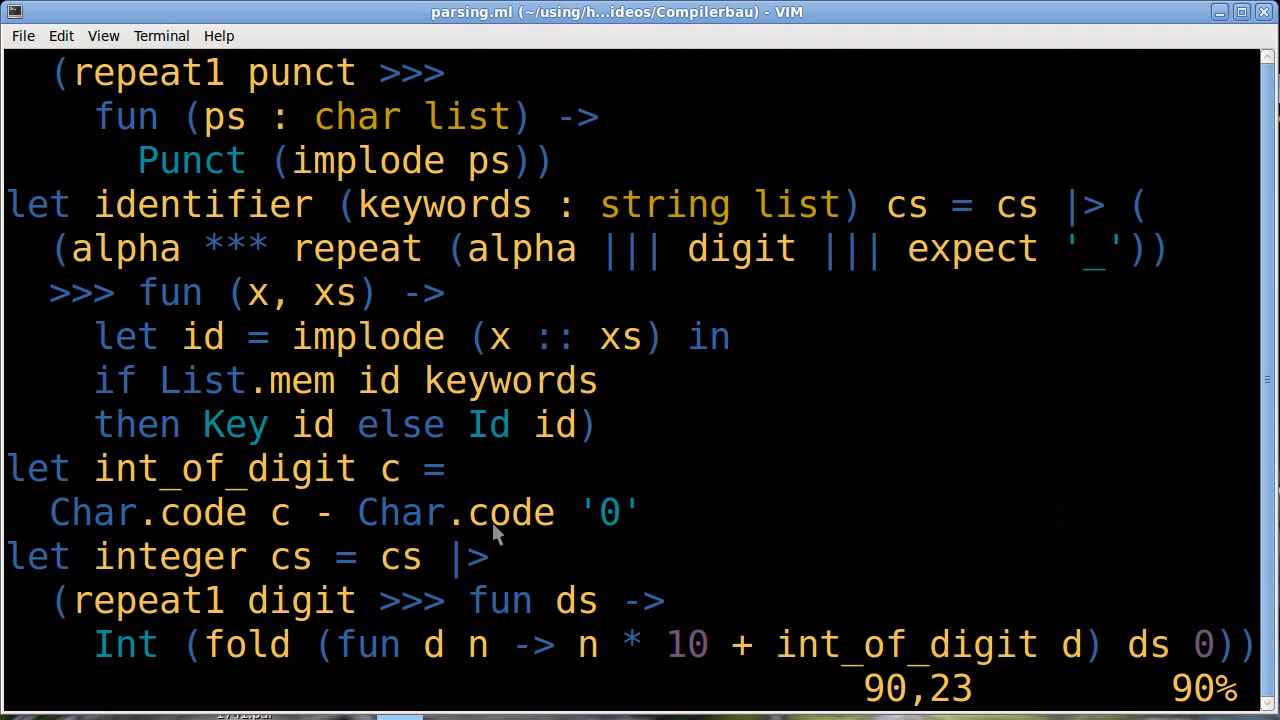 parsing.ml (~/using/h...ideos/Compilerbau) - VIM
File Edit View Terminal Help
(repeat1 punct >>>
fun (ps : char list) ->
Punct (implode ps))
let identifier (keywords : string list) cs = cs |> (
(alpha *** repeat (alpha ||| digit ||| expect '_'))
>>> fun (x, xs) ->
let id = implode (x :: xs) in
if List.mem id keywords
then Key id else Id id)
let int_of_digit c =
Char.code c - Char.code '0'
let integer cs = cs |>
(repeat1 digit >>> fun ds ->
Int (fold (fun d n -> n * 10 + int_of_digit d) ds 0))
90,23 90%